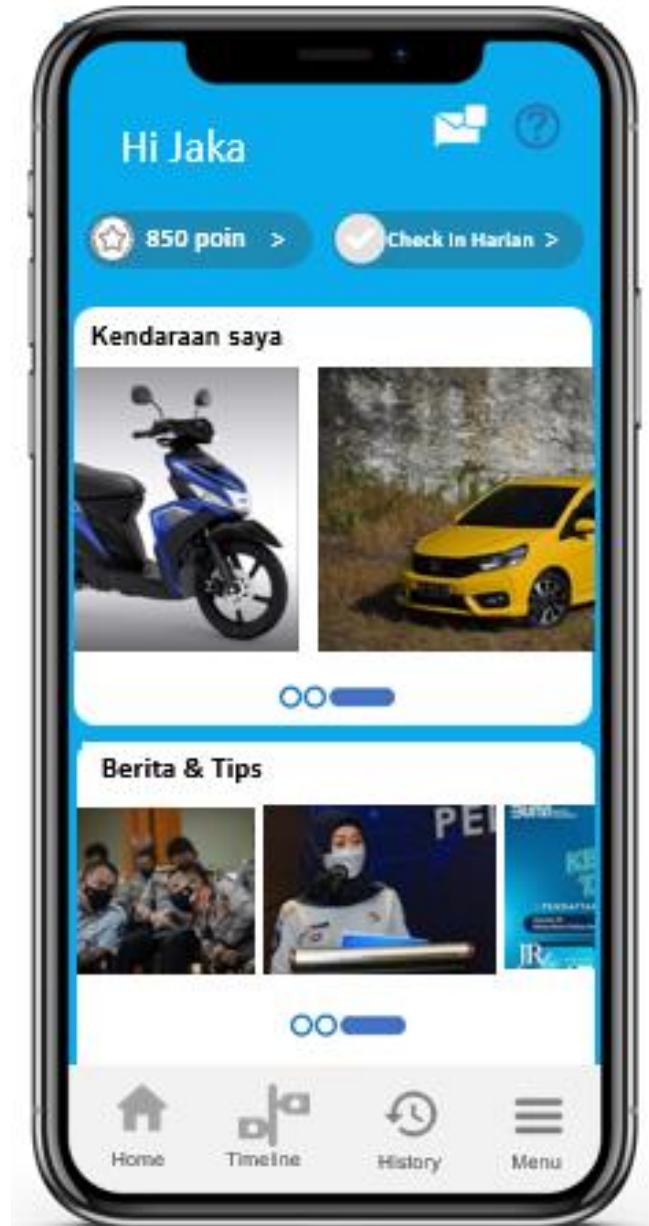 Hi Jaka
850 poin >
Check In Harian >
Kendaraan saya
Berita & Tips
PE
JR
Home
Timeline
History
Menu